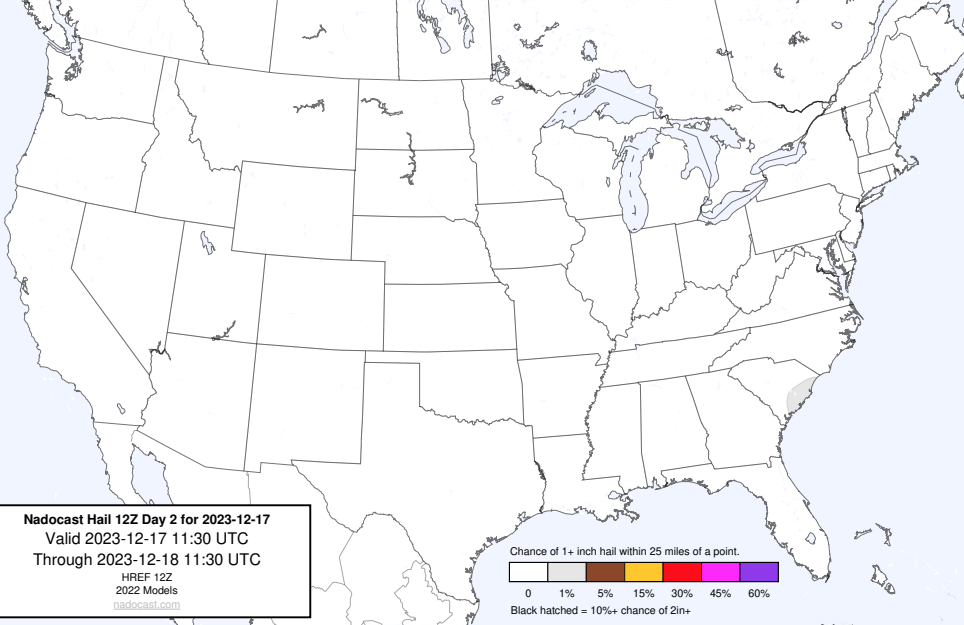 Nadocast Hail 12Z Day 2 for 2023-12-17
Valid 2023-12-17 11:30 UTC
Through 2023-12-18 11:30 UTC
HREF 12Z
2022 Models
nadocast.com
Chance of 1+ inch hail within 25 miles of a point.
0 1% 5% 15% 30% 45% 60%
Black hatched = 10%+ chance of 2in+